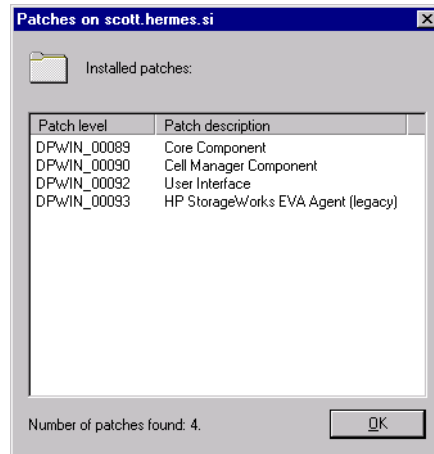 Patches on scott.hermes.si
Installed patches:
Patch level Patch description
DPWIN_00089 Core Component
DPWIN_00090 Cell Manager Component
DPWIN_00092 User Interface
DPWIN_00093 HP StorageWorks EVA Agent (legacy)
Number of patches found: 4.
OK